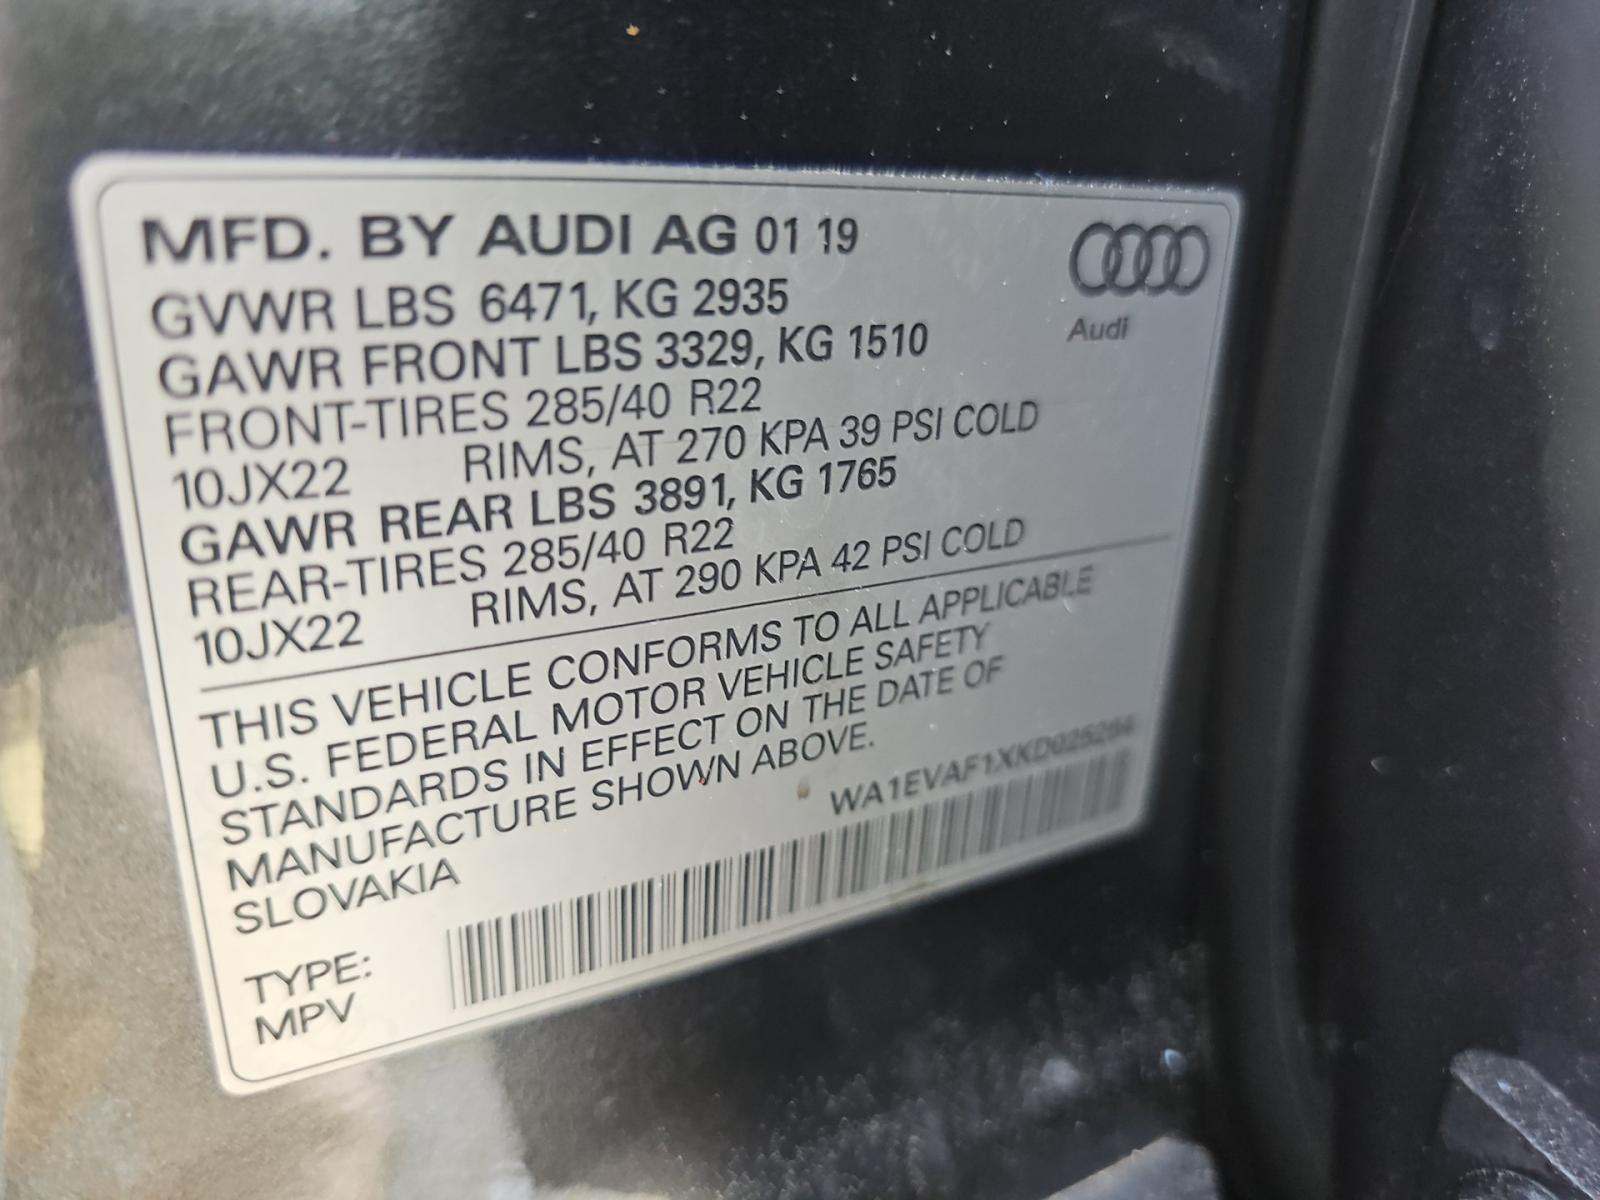 MFD. BY AUDI AG 01 19
GVWR LBS 6471, KG 2935
GAWR FRONT LBS 3329, KG 1510
Audi
FRONT-TIRES 285/40 R22
10JX22 RIMS, AT 270 KPA 39 PSI COLD
GAWR REAR LBS 3891, KG 1765
REAR-TIRES 285/40 R22
10JX22 RIMS, AT 290 KPA 42 PSI COLD
THIS VEHICLE CONFORMS TO ALL APPLICABLE
U.S. FEDERAL MOTOR VEHICLE SAFETY
STANDARDS IN EFFECT ON THE DATE OF
MANUFACTURE SHOWN ABOVE.
SLOVAKIA
TYPE:
MPV